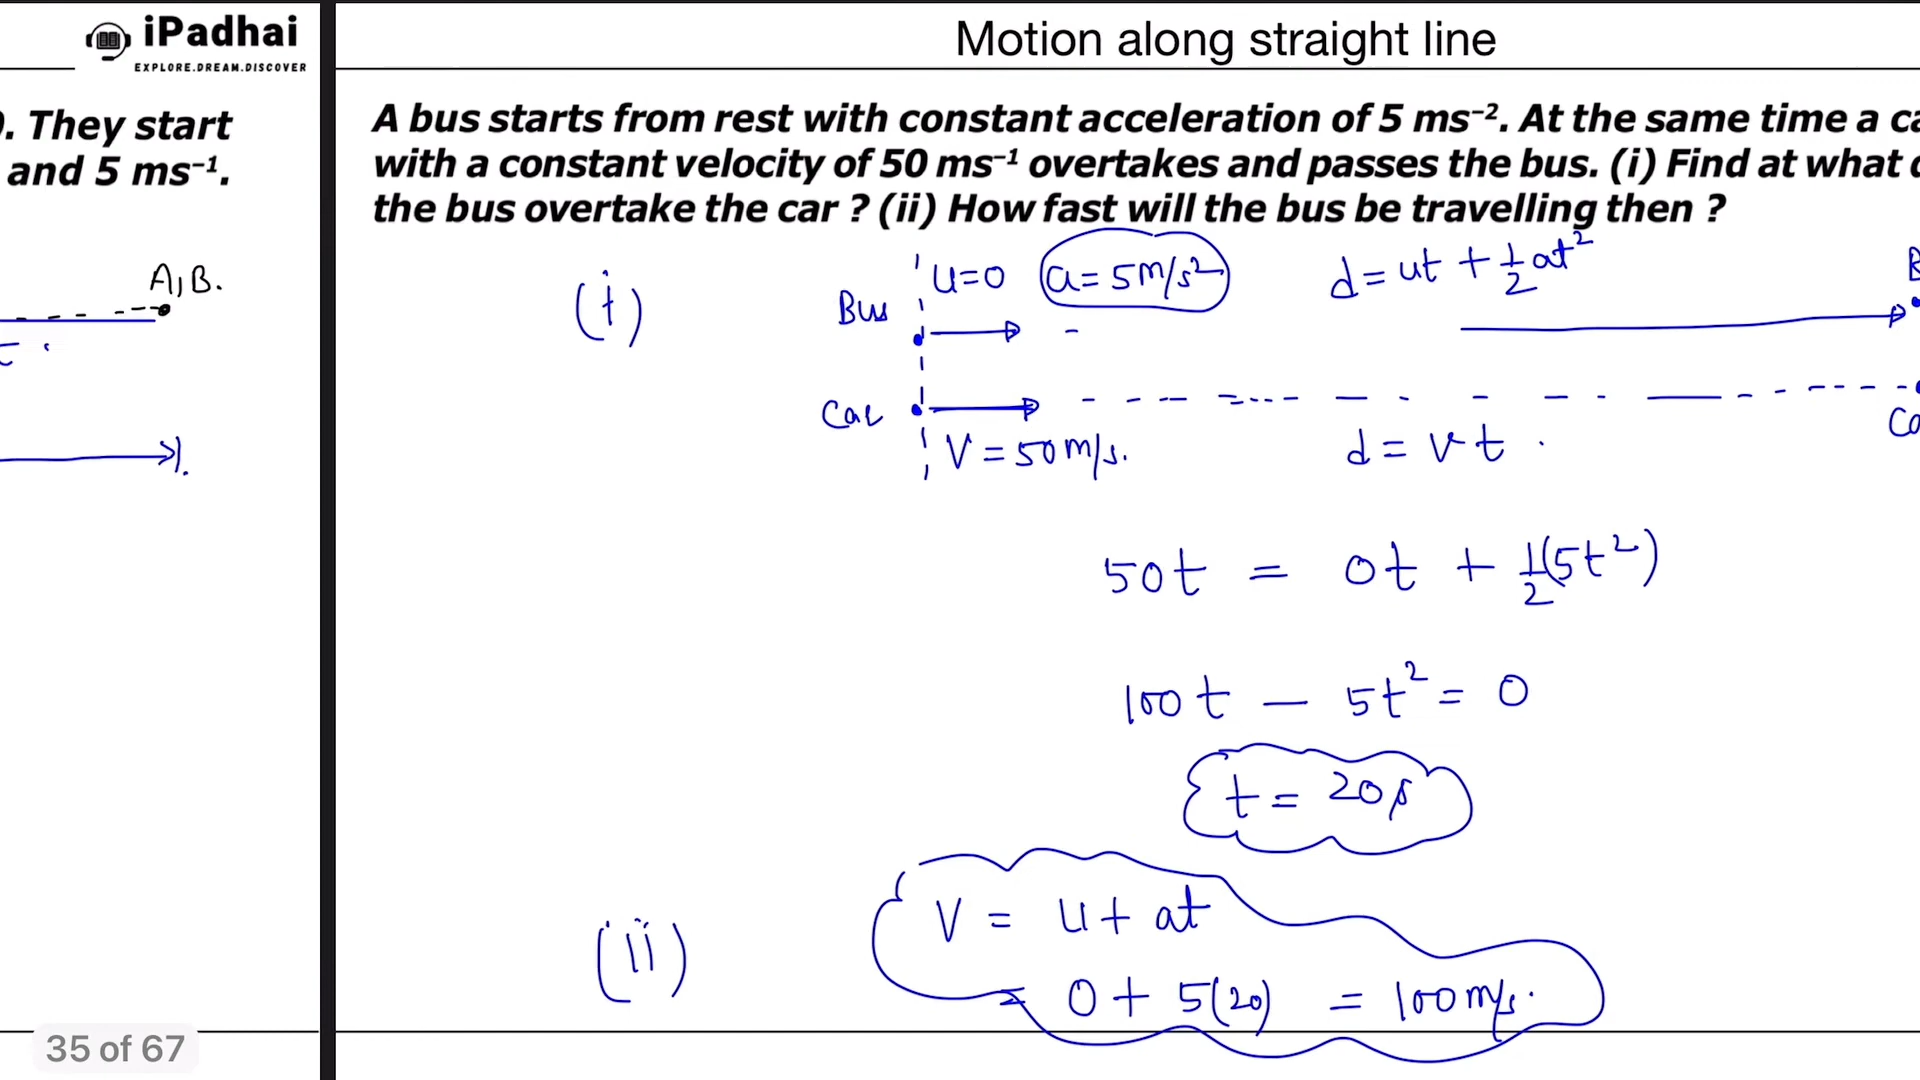 iPadhai
EXPLORE.DREAM.DISCOVER
Motion along straight line
. They start
and 5 ms⁻¹.
A, B.
A bus starts from rest with constant acceleration of 5 ms⁻². At the same time a ca
with a constant velocity of 50 ms⁻¹ overtakes and passes the bus. (i) Find at what
the bus overtake the car ? (ii) How fast will the bus be travelling then ?
(i)
u=0 a=5m/s² d=ut + 1/2 at²
Bus
Car
V=50m/s. d=vt
50t = 0t + 1/2(5t²)
100t - 5t² = 0
t = 20s
(ii)
V = u + at
= 0 + 5(20) = 100 m/s.
35 of 67